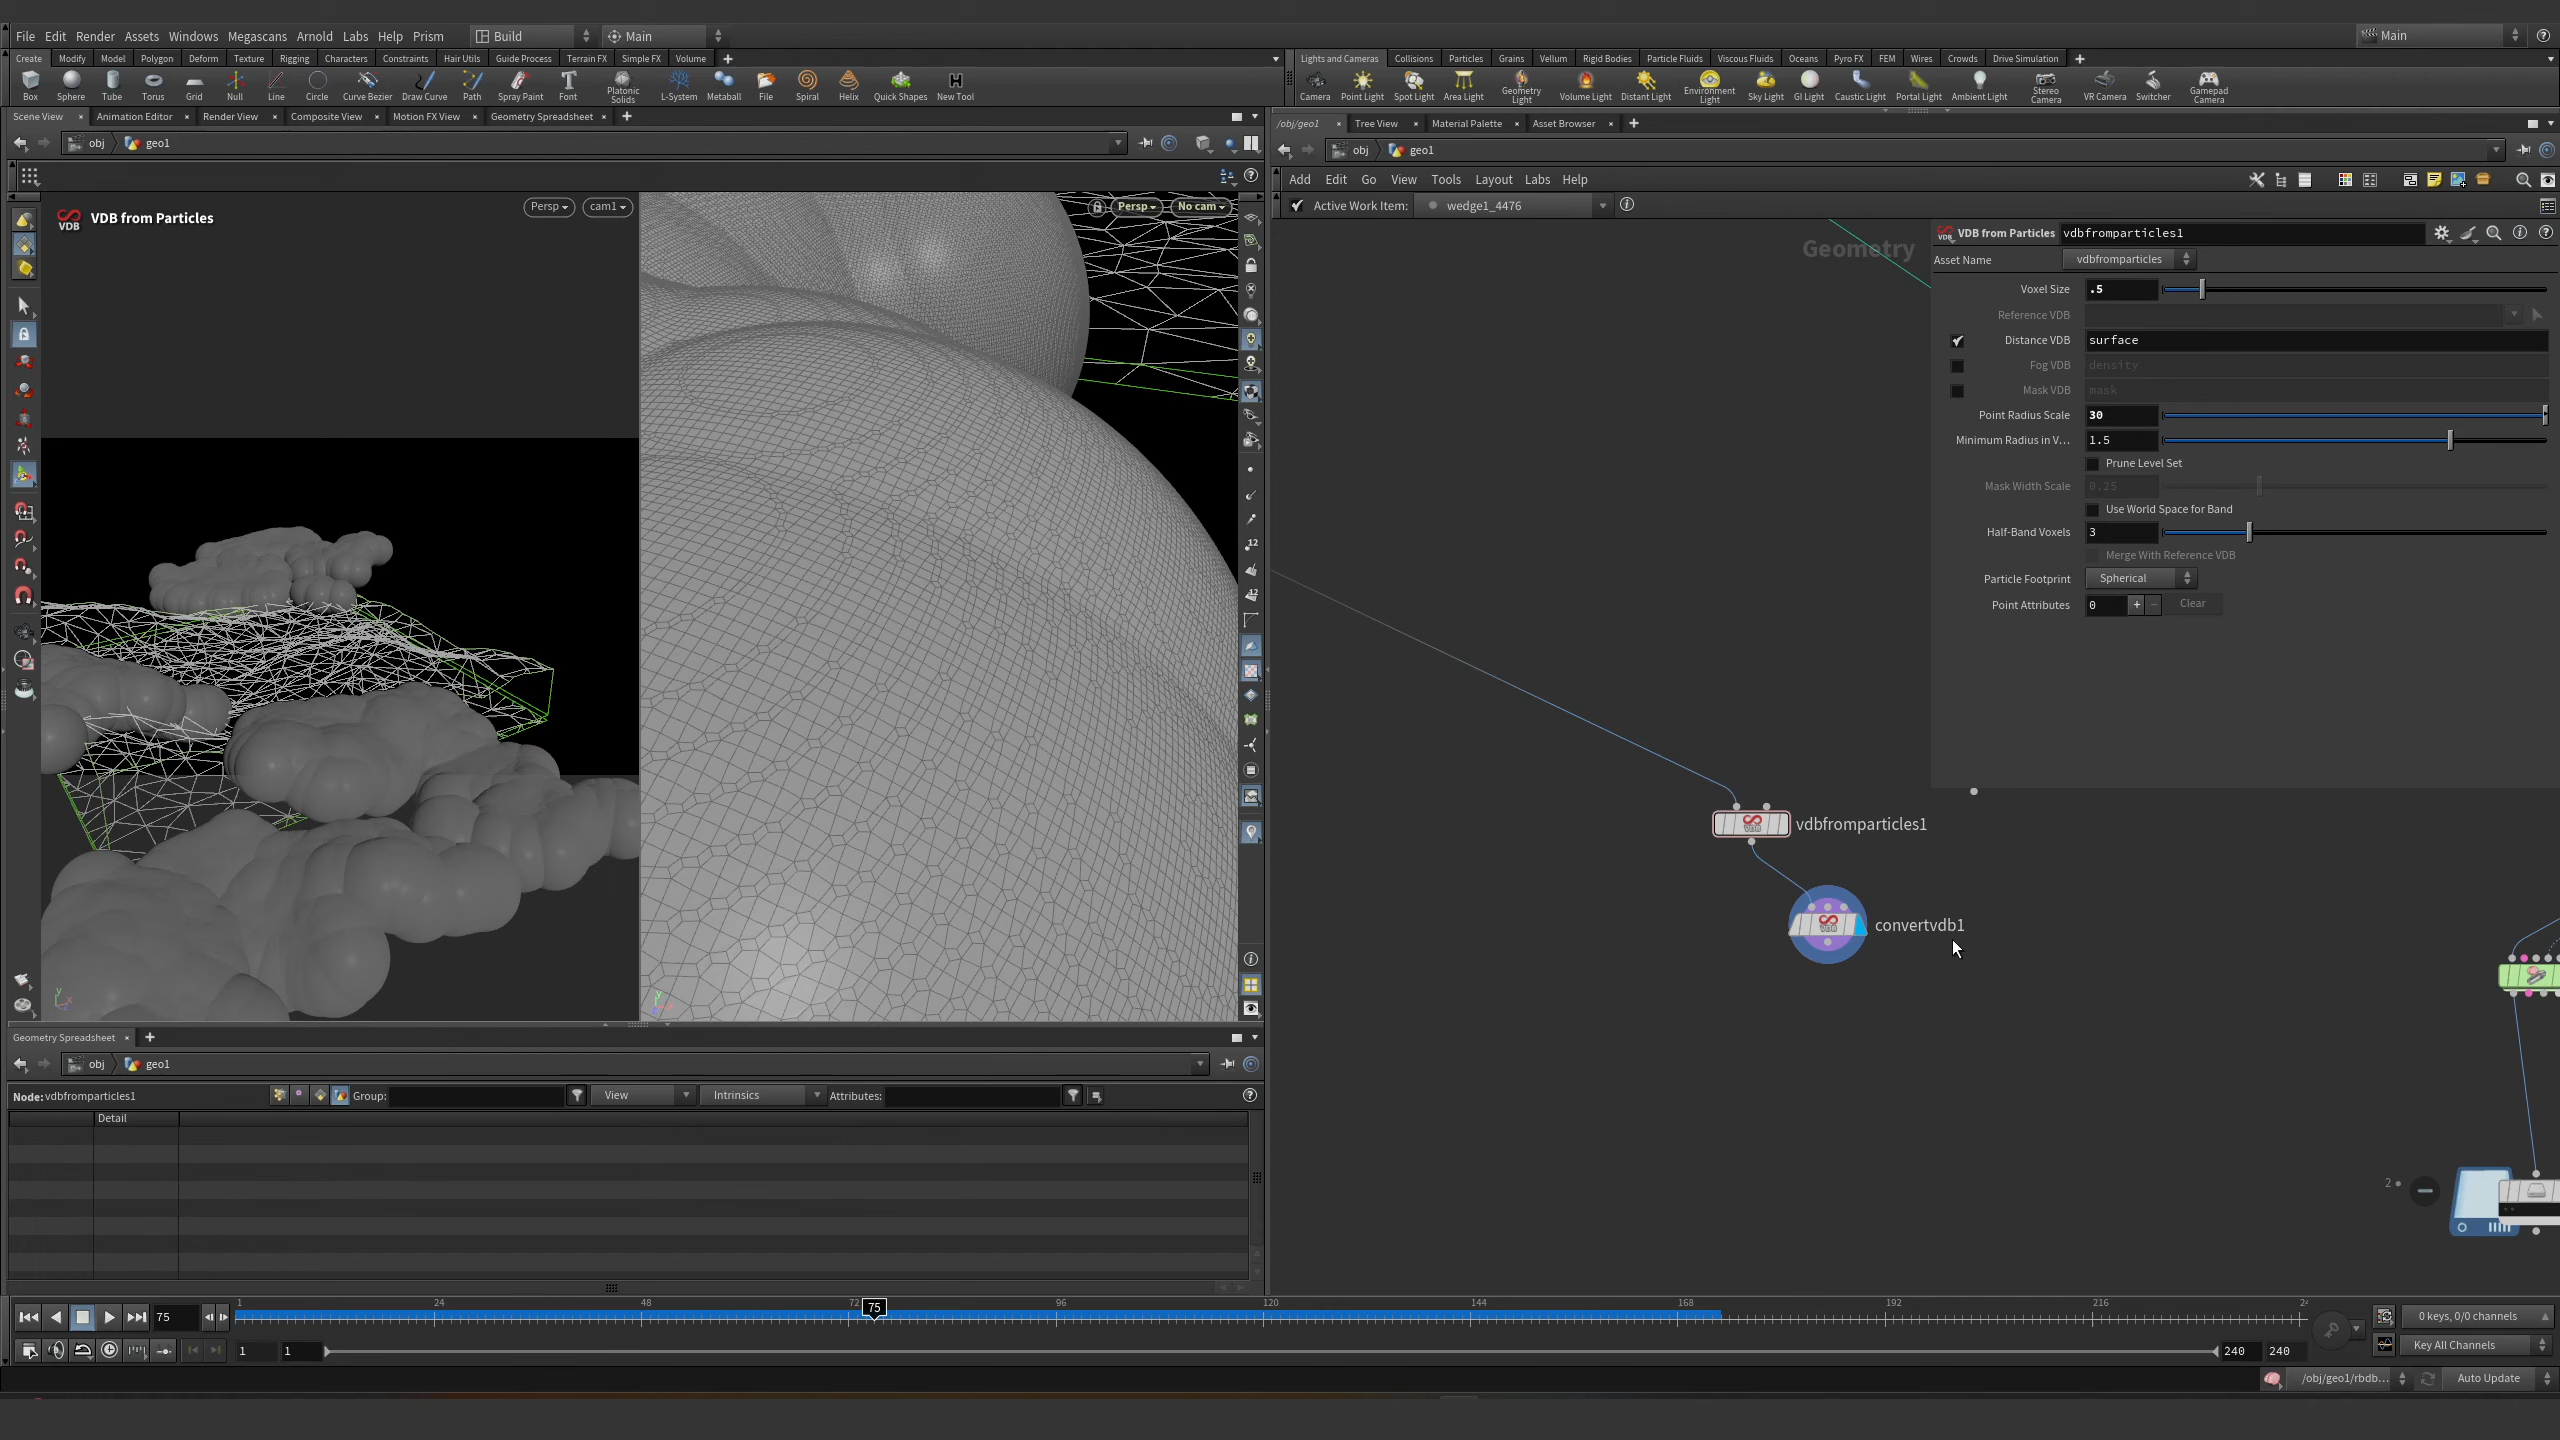 File Edit Render Assets Windows Megascans Arnold Labs Help Prism Build Main Main
Create Modify Model Polygon Deform Texture Rigging Characters Constraints Hair Utils Guide Process Terrain FX Simple FX Volume
Lights and Cameras Collisions Particles Grains Vellum Rigid Bodies Particle Fluids Viscous Fluids Oceans Pyro FX FEM Wires Crowds Drive Simulation
Box Sphere Tube Torus Grid Null Line Circle Curve Bezier Draw Curve Path Spray Paint Font Platonic Solids L-System Metaball File Spiral Helix Quick Shapes New Tool
Camera Point Light Spot Light Area Light Geometry Light Volume Light Distant Light Environment Light Sky Light GI Light Caustic Light Portal Light Ambient Light Stereo Camera VR Camera Switcher Gamepad Camera
Scene View Animation Editor Render View Composite View Motion FX View Geometry Spreadsheet
obj geo1
VDB VDB from Particles
Persp cam1
Persp No cam
/obj/geo1 Tree View Material Palette Asset Browser
obj geo1
Add Edit Go View Tools Layout Labs Help
Active Work Item: wedge1_4476
Geometry
VDB from Particles vdbfromparticles1
Asset Name vdbfromparticles
Voxel Size .5
Reference VDB
Distance VDB surface
Fog VDB density
Mask VDB mask
Point Radius Scale 30
Minimum Radius in V... 1.5
Prune Level Set
Mask Width Scale 0.25
Use World Space for Band
Half-Band Voxels 3
Merge With Reference VDB
Particle Footprint Spherical
Point Attributes 0 + − Clear
vdbfromparticles1
convertvdb1
2
12
12
Geometry Spreadsheet
obj geo1
Node: vdbfromparticles1 Group: View Intrinsics Attributes:
Detail
1 24 48 72 96 120 144 168 192 216
75 75 0 keys, 0/0 channels
1 1 240 240 Key All Channels
/obj/geo1/rbdb... Auto Update